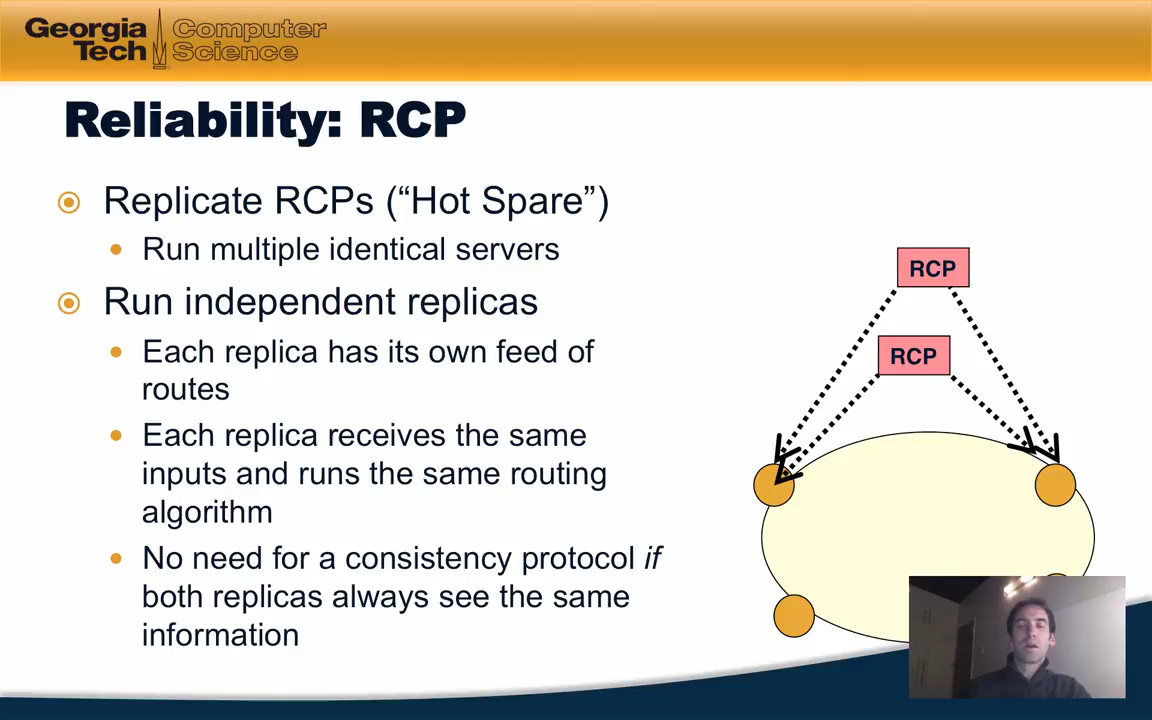 Georgia Tech
Computer Science
Reliability: RCP
Replicate RCPs (“Hot Spare”)
Run multiple identical servers
Run independent replicas
Each replica has its own feed of
routes
Each replica receives the same
inputs and runs the same routing
algorithm
No need for a consistency protocol if
both replicas always see the same
information
RCP
RCP